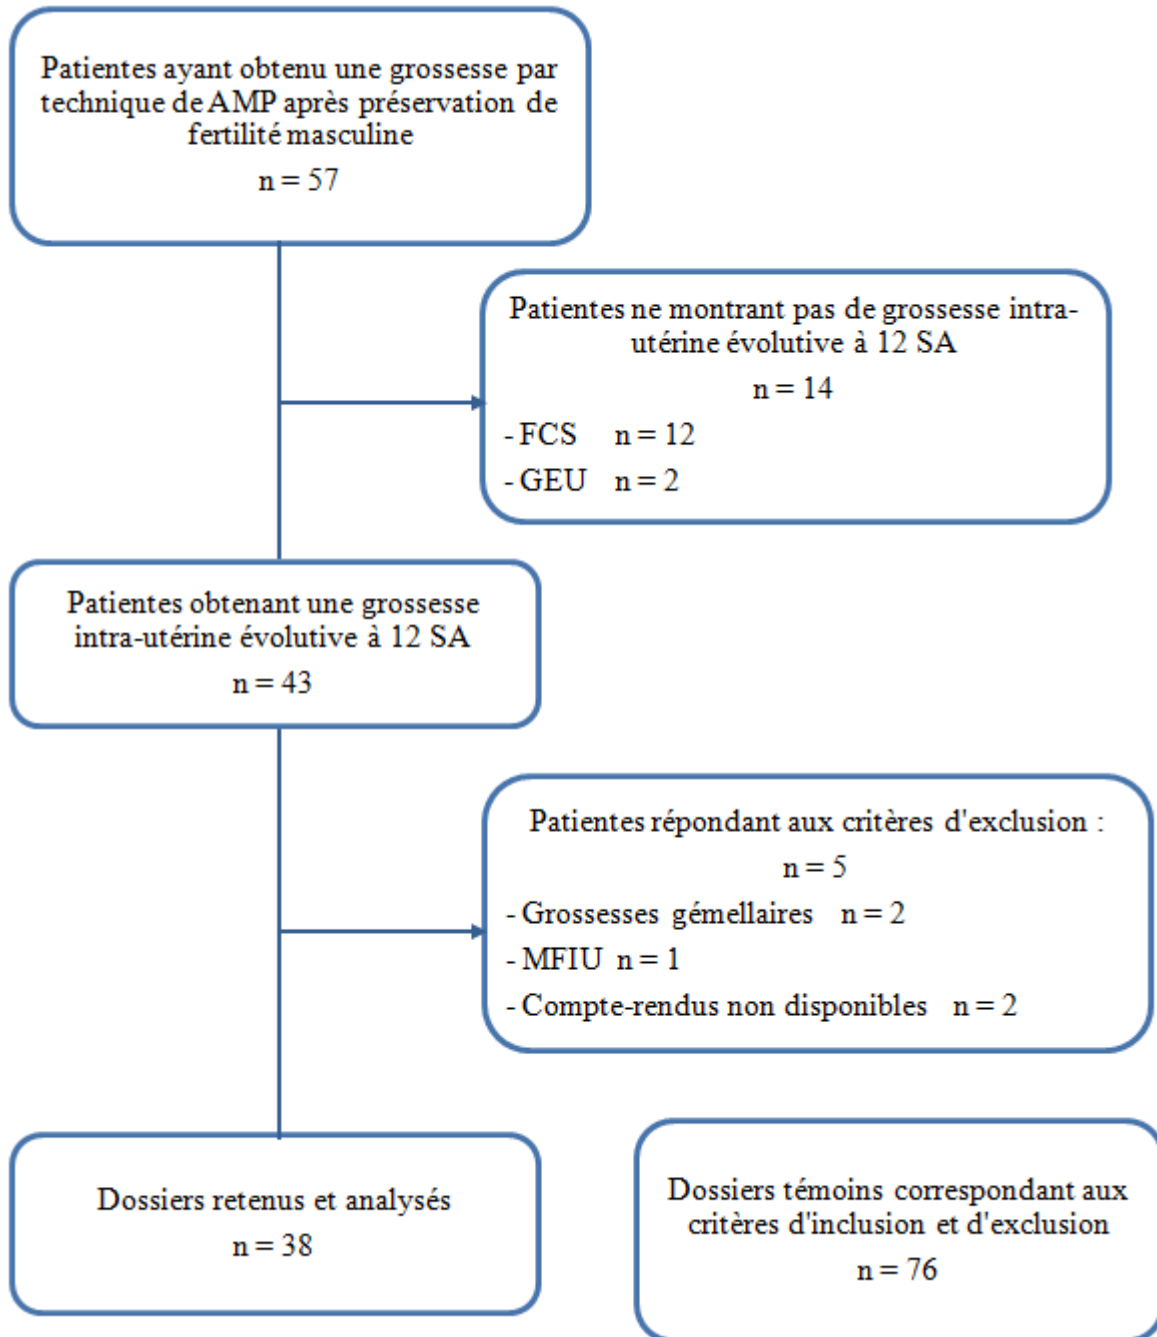 Patientes ayant obtenu une grossesse par
technique de AMP après préservation de
fertilité masculine
n = 57
Patientes ne montrant pas de grossesse intra-
utérine évolutive à 12 SA
n = 14
- FCS n = 12
- GEU n = 2
Patientes obtenant une grossesse
intra-utérine évolutive à 12 SA
n = 43
Patientes répondant aux critères d'exclusion :
n = 5
- Grossesses gémellaires n = 2
- MFIU n = 1
- Compte-rendus non disponibles n = 2
Dossiers retenus et analysés
n = 38
Dossiers témoins correspondant aux
critères d'inclusion et d'exclusion
n = 76